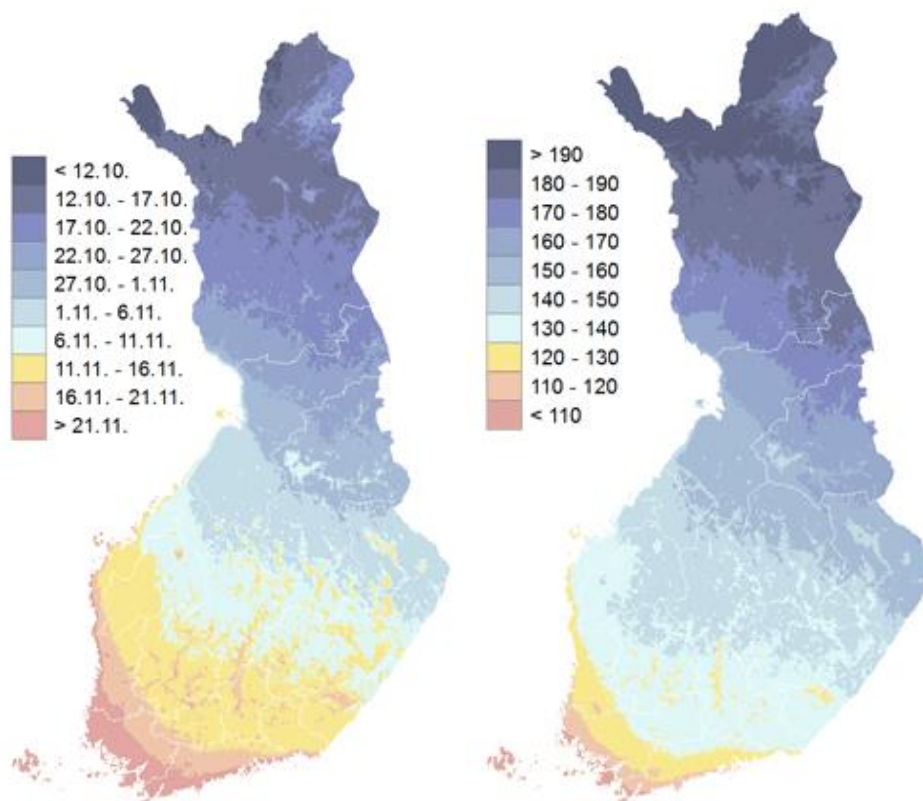 < 12.10.
12.10. - 17.10.
17.10. - 22.10.
22.10. - 27.10.
27.10. - 1.11.
1.11. - 6.11.
6.11. - 11.11.
11.11. - 16.11.
16.11. - 21.11.
> 21.11.
> 190
180 - 190
170 - 180
160 - 170
150 - 160
140 - 150
130 - 140
120 - 130
110 - 120
< 110